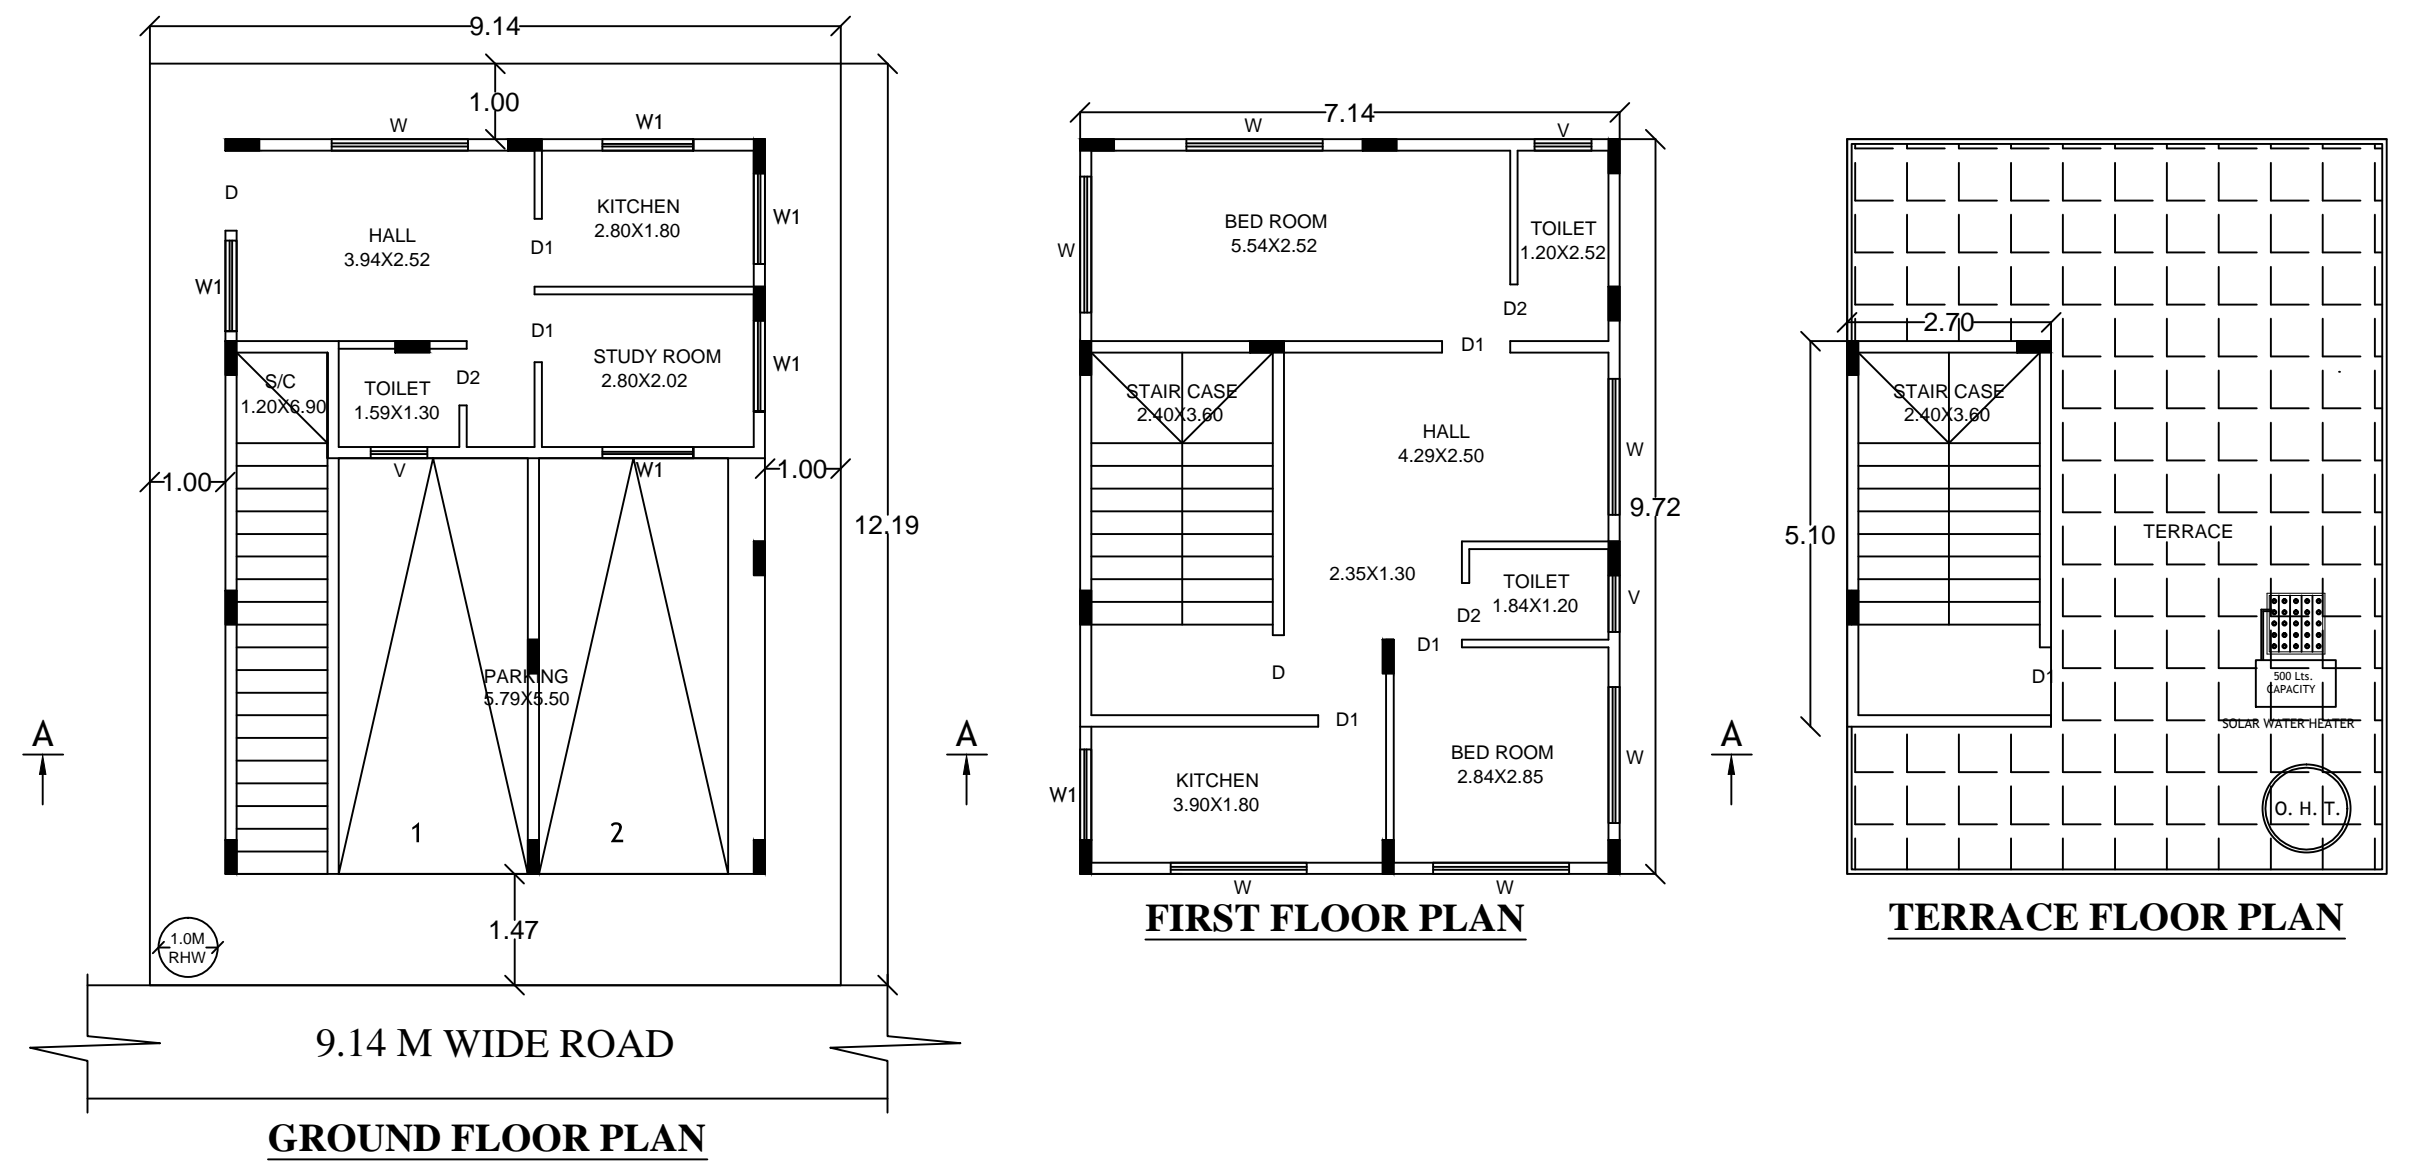 9.14
1.00
W
W1
D
HALL
3.94X2.52
KITCHEN
2.80X1.80
W1
D1
W1
D1
STUDY ROOM
2.80X2.02
W1
S/C
1.20X6.90
TOILET
1.59X1.30
D2
V
W1
1.00
1.00
12.19
PARKING
5.79X5.50
A
1
2
1.47
1.0M
RHW
9.14 M WIDE ROAD
GROUND FLOOR PLAN
7.14
W
V
BED ROOM
5.54X2.52
TOILET
1.20X2.52
W
D2
D1
STAIR CASE
2.40X3.60
HALL
4.29X2.50
W
9.72
2.35X1.30
TOILET
1.84X1.20
V
D2
D1
D
D1
A
BED ROOM
2.84X2.85
W
KITCHEN
3.90X1.80
W1
W
W
FIRST FLOOR PLAN
2.70
STAIR CASE
2.40X3.60
5.10
TERRACE
D1
500 Lts.
CAPACITY
SOLAR WATER HEATER
A
O. H. T.
TERRACE FLOOR PLAN